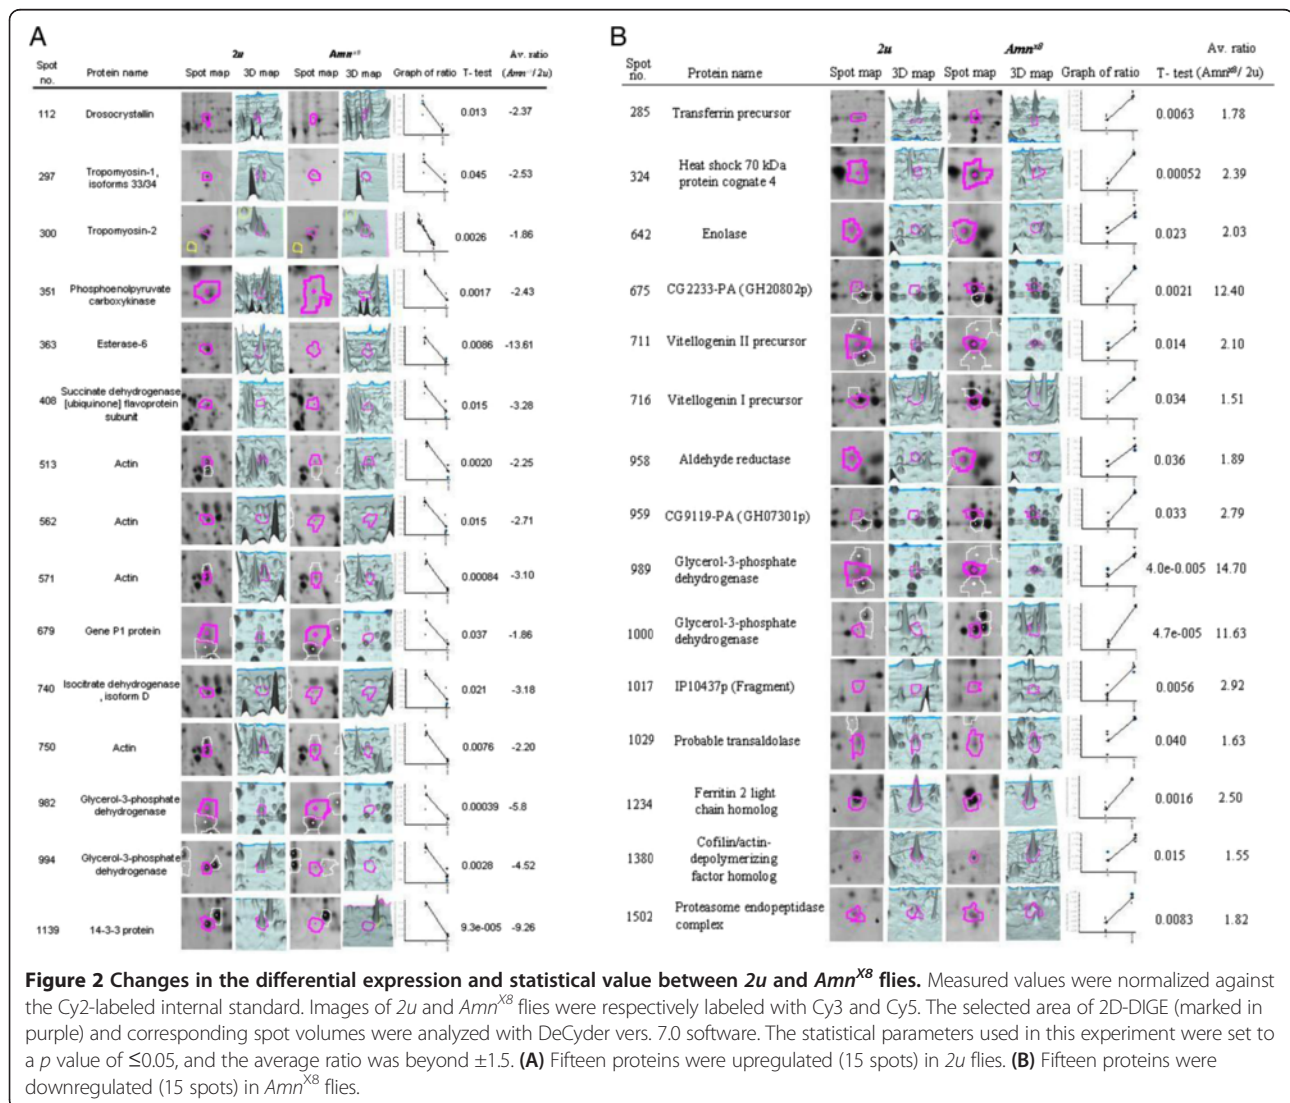 A
2u Amn
Av. ratio
Spot no. Protein name Spot map 3D map Spot map 3D map Graph of ratio T- test (Amn /2u)
112 Drosocrystallin 0.013 -2.37
297 Tropomyosin-1, isoforms 33/34 0.045 -2.53
300 Tropomyosin-2 0.0026 -1.86
351 Phosphoenolpyruvate carboxykinase 0.0017 -2.43
363 Esterase-6 0.0086 -13.61
408 Succinate dehydrogenase [ubiquinone] flavoprotein subunit 0.015 -3.28
513 Actin 0.0020 -2.25
562 Actin 0.015 -2.71
571 Actin 0.00084 -3.10
679 Gene P1 protein 0.037 -1.86
740 Isocitrate dehydrogenase , isoform D 0.021 -3.18
750 Actin 0.0076 -2.20
982 Glycerol-3-phosphate dehydrogenase 0.00039 -5.8
994 Glycerol-3-phosphate dehydrogenase 0.0028 -4.52
1139 14-3-3 protein 9.3e-005 -9.26
B
2u Amnx8
Av. ratio
Spot no. Protein name Spot map 3D map Spot map 3D map Graph of ratio T- test (Amnx8/ 2u)
285 Transferrin precursor 0.0063 1.78
324 Heat shock 70 kDa protein cognate 4 0.00052 2.39
642 Enolase 0.023 2.03
675 CG2233-PA (GH20802p) 0.0021 12.40
711 Vitellogenin II precursor 0.014 2.10
716 Vitellogenin I precursor 0.034 1.51
958 Aldehyde reductase 0.036 1.89
959 CG9119-PA (GH07301p) 0.033 2.79
989 Glycerol-3-phosphate dehydrogenase 4.0e-0.005 14.70
1000 Glycerol-3-phosphate dehydrogenase 4.7e-005 11.63
1017 IP10437p (Fragment) 0.0056 2.92
1029 Probable transaldolase 0.040 1.63
1234 Ferritin 2 light chain homolog 0.0016 2.50
1380 Cofilin/actin-depolymerizing factor homolog 0.015 1.55
1502 Proteasome endopeptidase complex 0.0083 1.82
Figure 2 Changes in the differential expression and statistical value between 2u and AmnX8 flies. Measured values were normalized against
the Cy2-labeled internal standard. Images of 2u and AmnX8 flies were respectively labeled with Cy3 and Cy5. The selected area of 2D-DIGE (marked in
purple) and corresponding spot volumes were analyzed with DeCyder vers. 7.0 software. The statistical parameters used in this experiment were set to
a p value of ≤0.05, and the average ratio was beyond ±1.5. (A) Fifteen proteins were upregulated (15 spots) in 2u flies. (B) Fifteen proteins were
downregulated (15 spots) in AmnX8 flies.